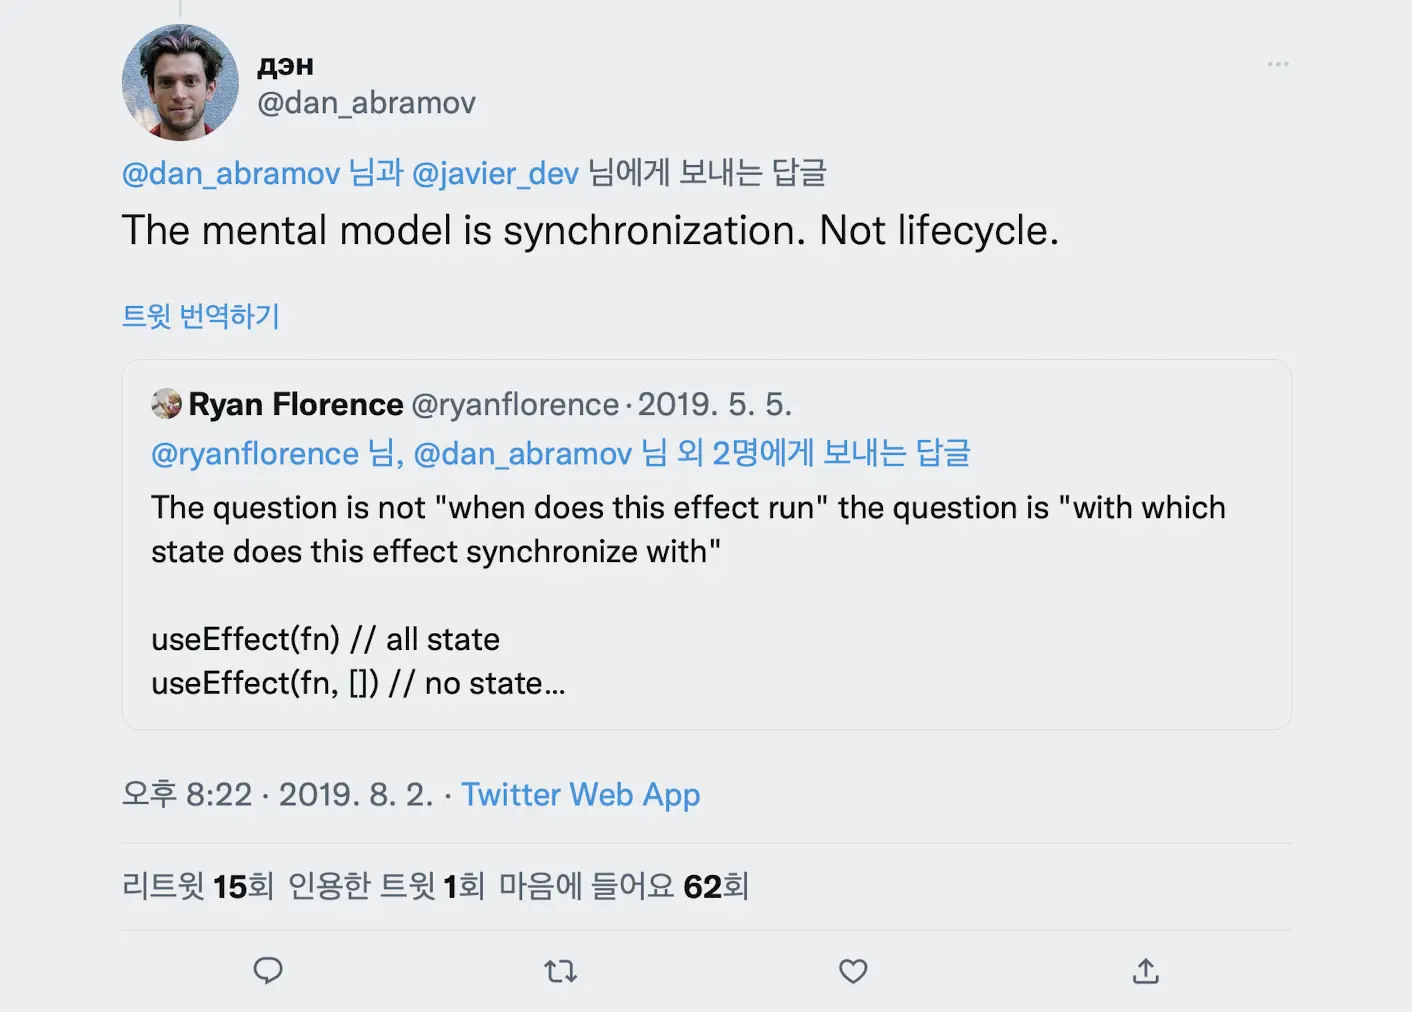 дэн
@dan_abramov
@dan_abramov 님과 @javier_dev 님에게 보내는 답글
The mental model is synchronization. Not lifecycle.
트윗 번역하기
Ryan Florence @ryanflorence · 2019. 5. 5.
@ryanflorence 님, @dan_abramov 님 외 2명에게 보내는 답글
The question is not "when does this effect run" the question is "with which
state does this effect synchronize with"
useEffect(fn) // all state
useEffect(fn, []) // no state...
오후 8:22 · 2019. 8. 2. · Twitter Web App
리트윗 15회 인용한 트윗 1회 마음에 들어요 62회